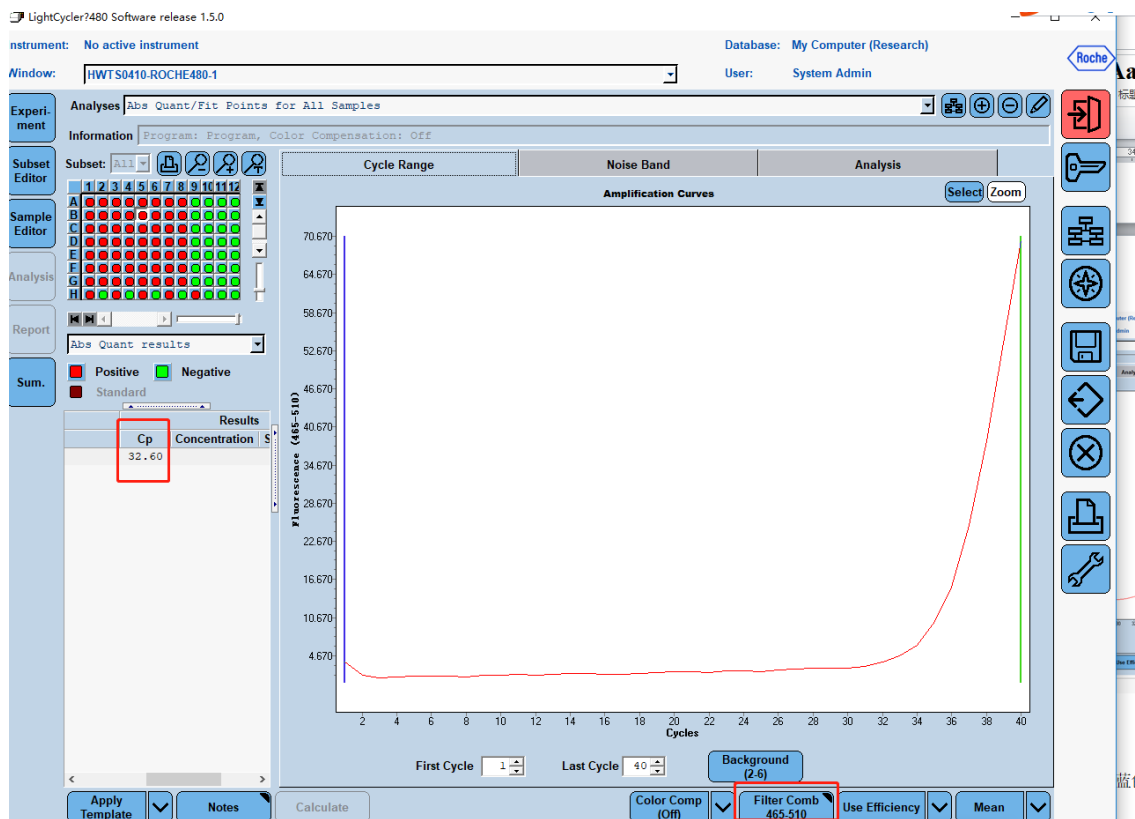 LightCycler?480 Software release 1.5.0
nstrument: No active instrument
Database: My Computer (Research)
Window: HWTS0410-ROCHE480-1
User: System Admin
Roche
Experi-
ment
Subset
Editor
Sample
Editor
Analysis
Report
Sum.
Analyses Abs Quant/Fit Points for All Samples
Information Program: Program, Color Compensation: Off
Subset: All
1 2 3 4 5 6 7 8 9 10 11 12
A
B
C
D
E
F
G
H
Abs Quant results
Positive Negative
Standard
Results
Cp Concentration S
32.60
Cycle Range Noise Band Analysis
Amplification Curves
Select Zoom
Fluorescence (465-510)
70.670
64.670
58.670
52.670
46.670
40.670
34.670
28.670
22.670
16.670
10.670
4.670
2 4 6 8 10 12 14 16 18 20 22 24 26 28 30 32 34 36 38 40
Cycles
First Cycle 1 Last Cycle 40
Background
(2-6)
Apply
Template
Notes
Calculate
Color Comp
(Off)
Filter Comb
465-510
Use Efficiency
Mean